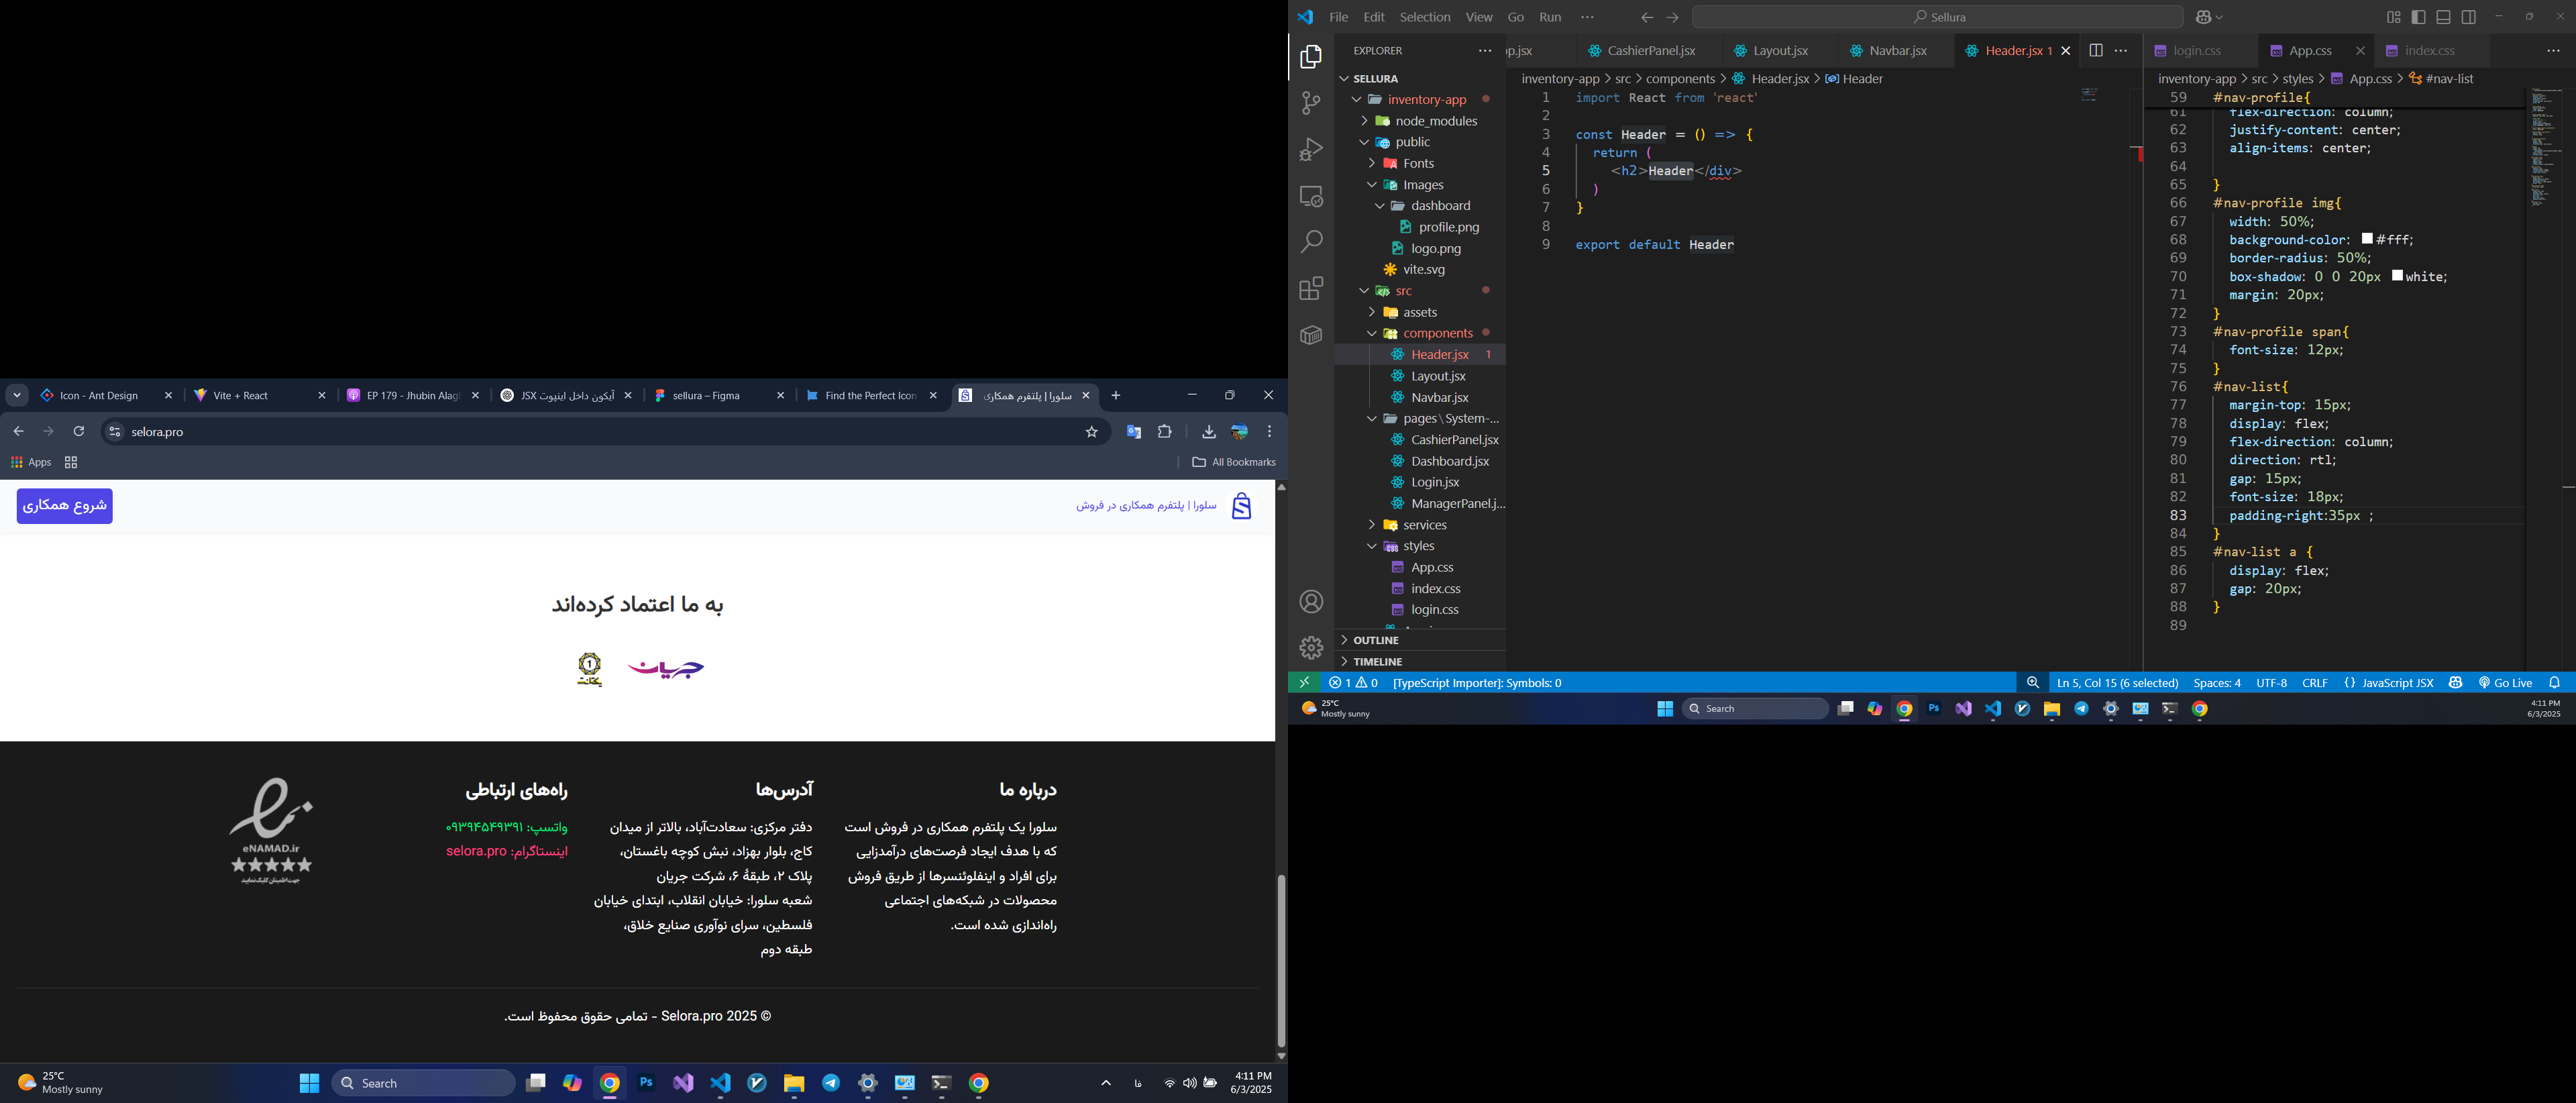 Icon - Ant Design
Vite + React
EP 179 - Jhubin Alag
آیکون داخل اینپوت JSX
sellura – Figma
Find the Perfect Icon
سلورا | پلتفرم همکاری
selora.pro
Apps
All Bookmarks
سلورا | پلتفرم همکاری در فروش
شروع همکاری
به ما اعتماد کرده‌اند
جریان
یکتانت
درباره ما
سلورا یک پلتفرم همکاری در فروش است
که با هدف ایجاد فرصت‌های درآمدزایی
برای افراد و اینفلوئنسرها از طریق فروش
محصولات در شبکه‌های اجتماعی
راه‌اندازی شده است.
آدرس‌ها
دفتر مرکزی: سعادت‌آباد، بالاتر از میدان
کاج، بلوار بهزاد، نبش کوچه باغستان،
پلاک ۲، طبقهٔ ۶، شرکت جریان
شعبه سلورا: خیابان انقلاب، ابتدای خیابان
فلسطین، سرای نوآوری صنایع خلاق،
طبقه دوم
راه‌های ارتباطی
واتسپ: ۰۹۳۹۴۵۴۹۳۹۱
اینستاگرام: selora.pro
eNAMAD.ir
© 2025 Selora.pro - تمامی حقوق محفوظ است.
25°C
Mostly sunny
Search
Ps
فا
4:11 PM
6/3/2025
File Edit Selection View Go Run
Sellura
EXPLORER
SELLURA
inventory-app
node_modules
public
Fonts
Images
dashboard
profile.png
logo.png
vite.svg
src
assets
components
Header.jsx 1
Layout.jsx
Navbar.jsx
pages\System-...
CashierPanel.jsx
Dashboard.jsx
Login.jsx
ManagerPanel.j...
services
styles
App.css
index.css
login.css
OUTLINE
TIMELINE
p.jsx
CashierPanel.jsx
Layout.jsx
Navbar.jsx
Header.jsx 1
inventory-app > src > components > Header.jsx > Header
1 import React from 'react'
2
3 const Header = () => {
4 return (
5 <h2>Header</div>
6 )
7 }
8
9 export default Header
login.css
App.css
index.css
inventory-app > src > styles > App.css > #nav-list
59 #nav-profile{
61 flex-direction: column;
62 justify-content: center;
63 align-items: center;
64
65 }
66 #nav-profile img{
67 width: 50%;
68 background-color: #fff;
69 border-radius: 50%;
70 box-shadow: 0 0 20px white;
71 margin: 20px;
72 }
73 #nav-profile span{
74 font-size: 12px;
75 }
76 #nav-list{
77 margin-top: 15px;
78 display: flex;
79 flex-direction: column;
80 direction: rtl;
81 gap: 15px;
82 font-size: 18px;
83 padding-right:35px ;
84 }
85 #nav-list a {
86 display: flex;
87 gap: 20px;
88 }
89
1 0 [TypeScript Importer]: Symbols: 0
Ln 5, Col 15 (6 selected) Spaces: 4 UTF-8 CRLF {} JavaScript JSX Go Live
25°C
Mostly sunny
Search
Ps
4:11 PM
6/3/2025